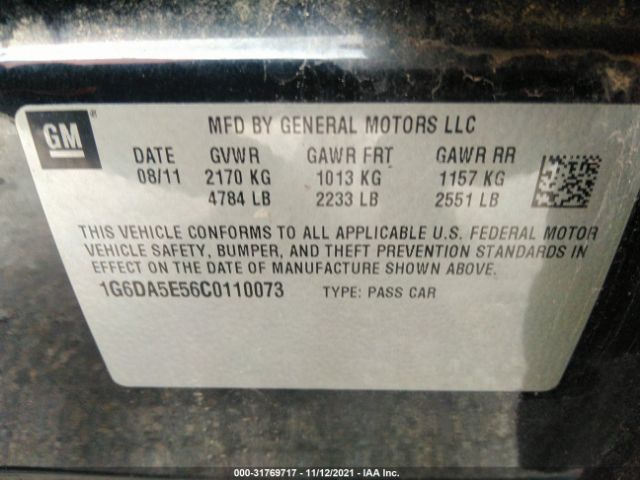 GM®
MFD BY GENERAL MOTORS LLC
DATE GVWR GAWR FRT GAWR RR
08/11 2170 KG 1013 KG 1157 KG
4784 LB 2233 LB 2551 LB
THIS VEHICLE CONFORMS TO ALL APPLICABLE U.S. FEDERAL MOTOR
VEHICLE SAFETY, BUMPER, AND THEFT PREVENTION STANDARDS IN
EFFECT ON THE DATE OF MANUFACTURE SHOWN ABOVE.
1G6DA5E56C0110073 TYPE: PASS CAR
000-31769717 - 11/12/2021 - IAA Inc.